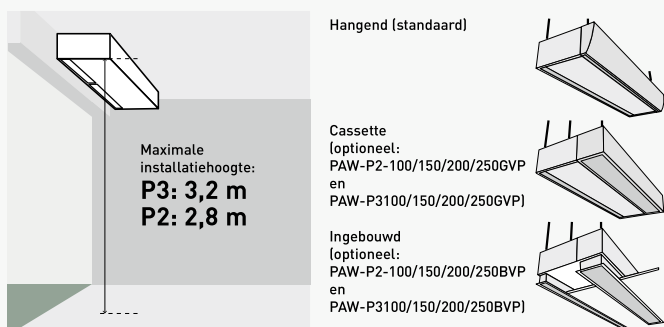 Maximale
installatiehoogte:
P3: 3,2 m
P2: 2,8 m
Hangend (standaard)
Cassette
(optioneel:
PAW-P2-100/150/200/250GVP
en
PAW-P3100/150/200/250GVP)
Ingebouwd
(optioneel:
PAW-P2-100/150/200/250BVP
en
PAW-P3100/150/200/250BVP)